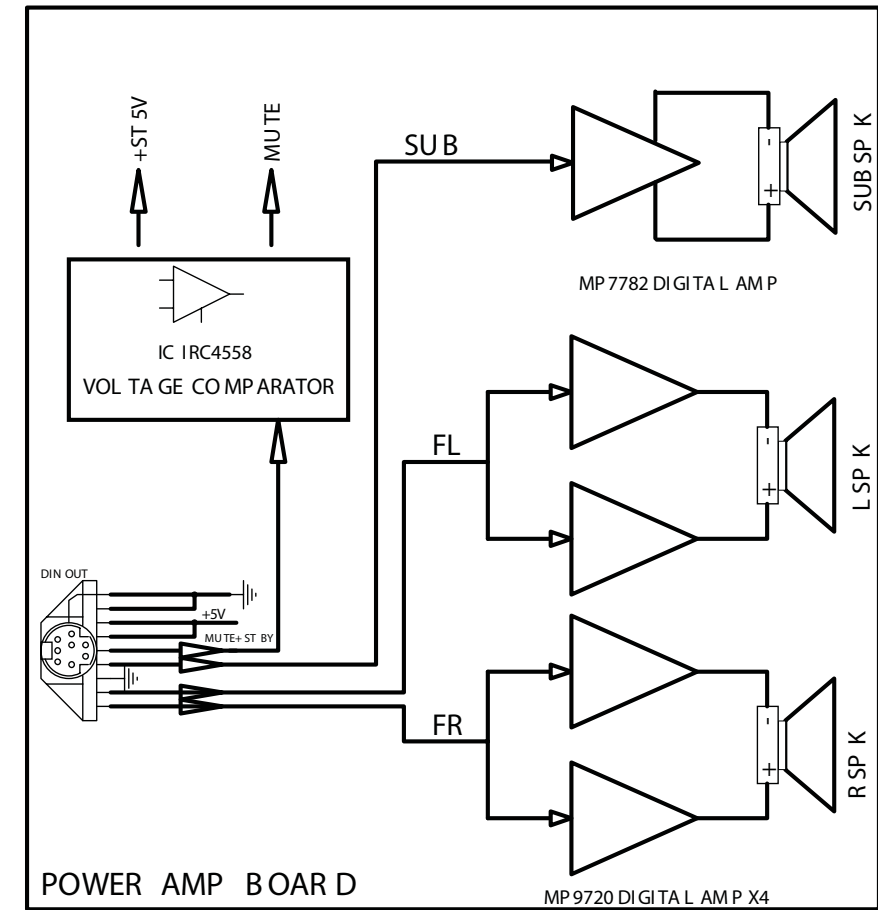 +ST 5V
MUTE
SUB
SUB SPK
MP7782 DIGITAL AMP
IC IRC4558
VOLTAGE COMPARATOR
FL
L SPK
DIN OUT
+5V
MUTE+ST BY
FR
R SPK
POWER AMP BOARD
MP9720 DIGITAL AMP X4